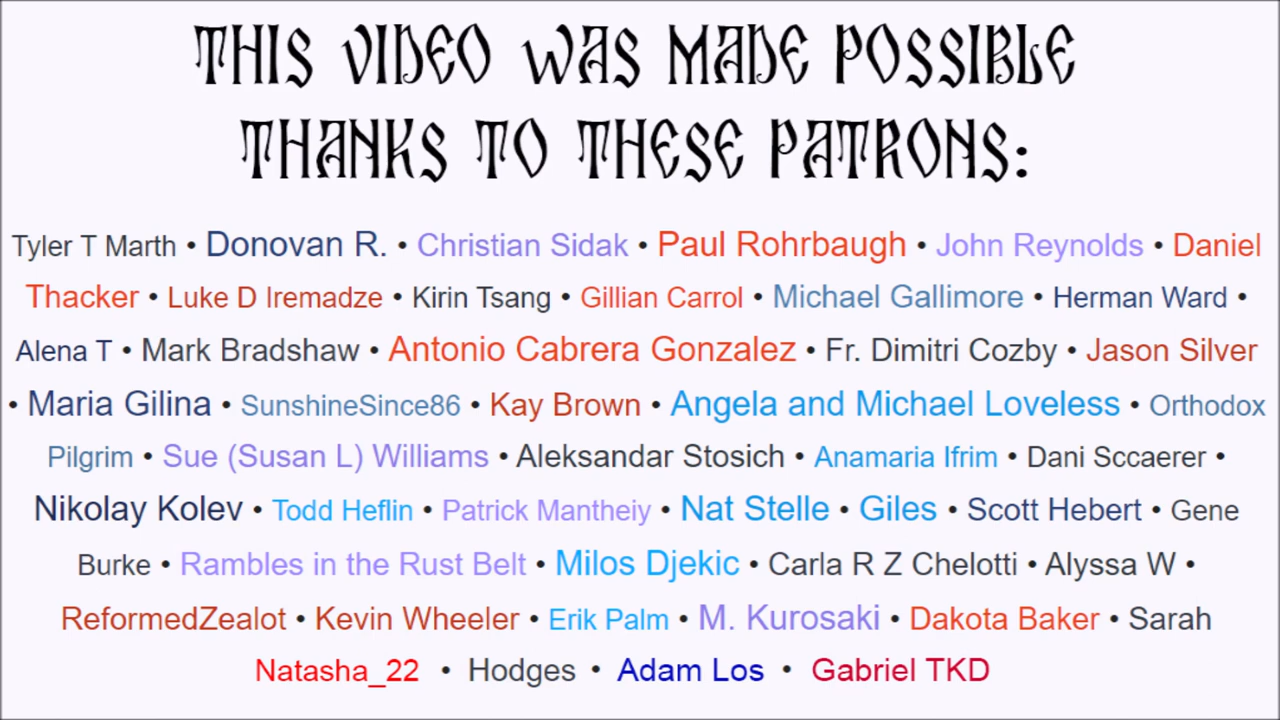 THIS VIDEO WAS MADE POSSIBLE
THANKS TO THESE PATRONS:
Tyler T Marth • Donovan R. • Christian Sidak • Paul Rohrbaugh • John Reynolds • Daniel
Thacker • Luke D Iremadze • Kirin Tsang • Gillian Carrol • Michael Gallimore • Herman Ward •
Alena T • Mark Bradshaw • Antonio Cabrera Gonzalez • Fr. Dimitri Cozby • Jason Silver
• Maria Gilina • SunshineSince86 • Kay Brown • Angela and Michael Loveless • Orthodox
Pilgrim • Sue (Susan L) Williams • Aleksandar Stosich • Anamaria Ifrim • Dani Sccaerer •
Nikolay Kolev • Todd Heflin • Patrick Mantheiy • Nat Stelle • Giles • Scott Hebert • Gene
Burke • Rambles in the Rust Belt • Milos Djekic • Carla R Z Chelotti • Alyssa W •
ReformedZealot • Kevin Wheeler • Erik Palm • M. Kurosaki • Dakota Baker • Sarah
Natasha_22 • Hodges • Adam Los • Gabriel TKD